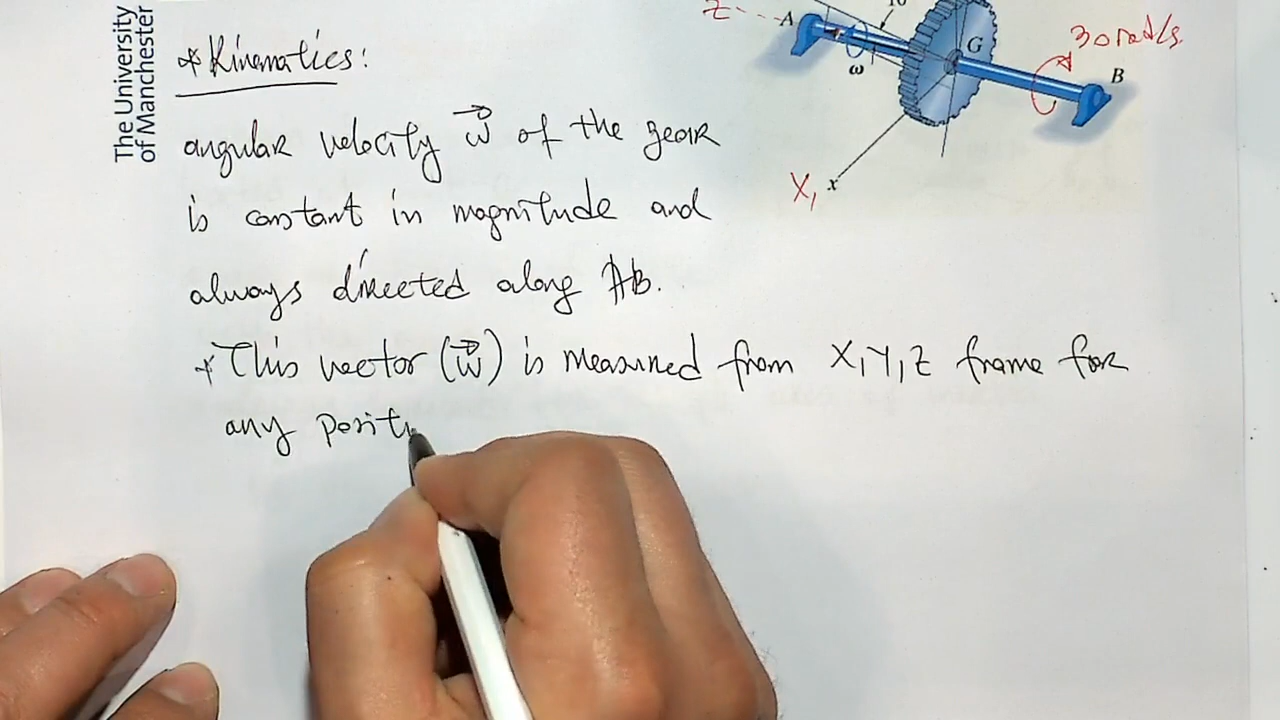 The University
of Manchester
* Kinematics:
angular velocity ω of the gear
is constant in magnitude and
always directed along AB.
* This vector (ω) is measured from X,Y,Z frame for
any positi
Z
A
10
ω
G
30 rad/s
B
X,
x